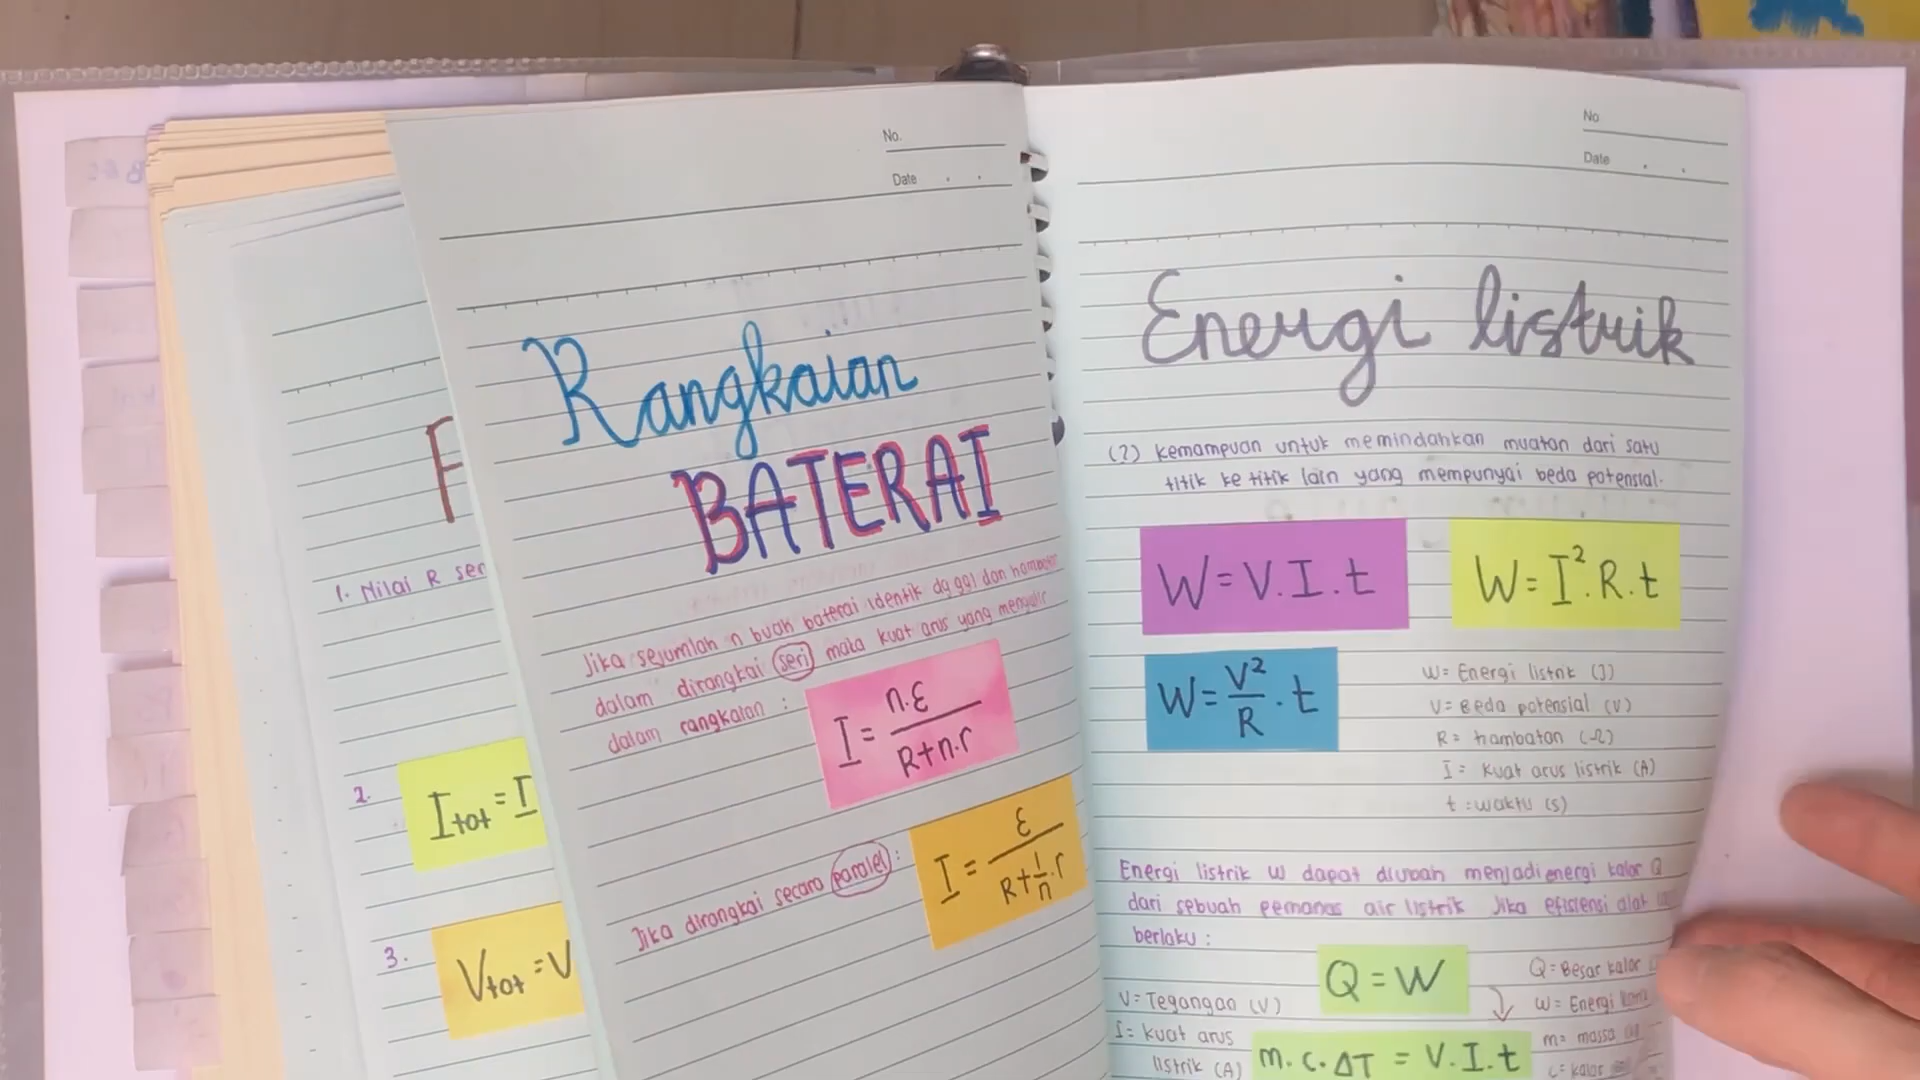 F
1. Nilai R ser
2.
Itot = I
3.
Vtot = V
No.
Date . .
Rangkaian
BATERAI
Jika sejumlah n buah baterai identik dg ggl dan hambatan
dalam dirangkai seri maka kuat arus yang mengalir
dalam rangkaian :
I = n.ε / R+n.r
Jika dirangkai secara paralel :
I = ε / R+1/n.r
No
Date . .
Energi listrik
(?) kemampuan untuk memindahkan muatan dari satu
titik ke titik lain yang mempunyai beda potensial.
W = V.I.t
W = I².R.t
W = V²/R . t
W = Energi listrik (J)
V = Beda potensial (V)
R = hambatan (Ω)
I = kuat arus listrik (A)
t = waktu (s)
Energi listrik W dapat diubah menjadi energi kalor Q
dari sebuah pemanas air listrik Jika efisiensi alat
berlaku :
Q = W
Q = Besar kalor
W = Energi listrik
V = Tegangan (V)
I = kuat arus
listrik (A)
m.c.ΔT = V.I.t
m = massa
c = kalor